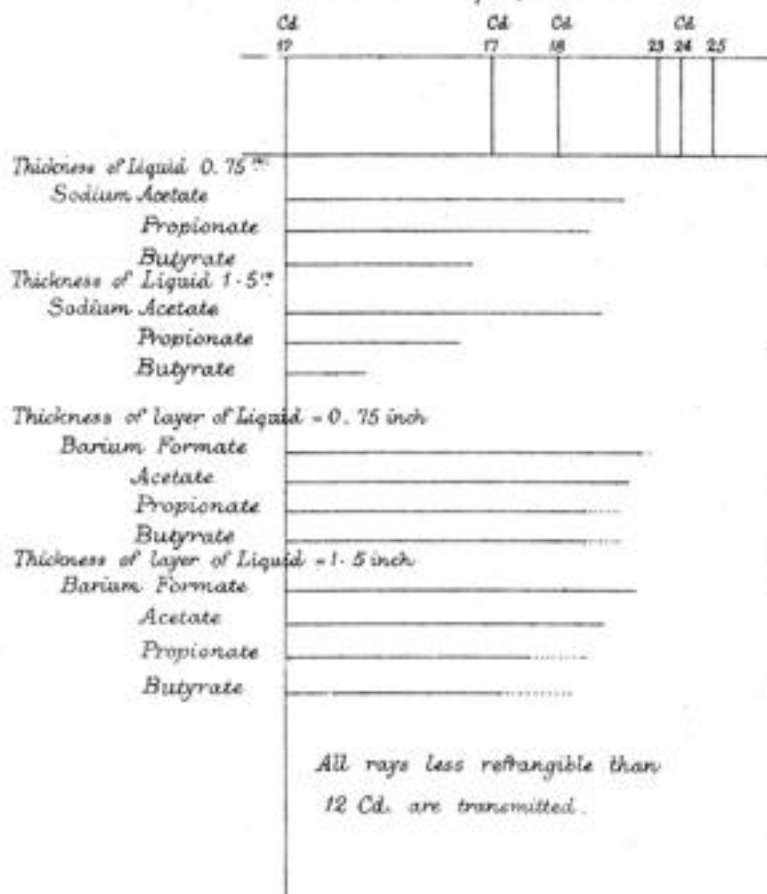 Cd Cd Cd Cd
12 17 18 23 24 25
Thickness of Liquid 0.75
Sodium Acetate
Propionate
Butyrate
Thickness of Liquid 1.5
Sodium Acetate
Propionate
Butyrate
Thickness of layer of Liquid = 0.75 inch
Barium Formate
Acetate
Propionate
Butyrate
Thickness of layer of Liquid = 1.5 inch
Barium Formate
Acetate
Propionate
Butyrate
All rays less refrangible than
12 Cd. are transmitted.